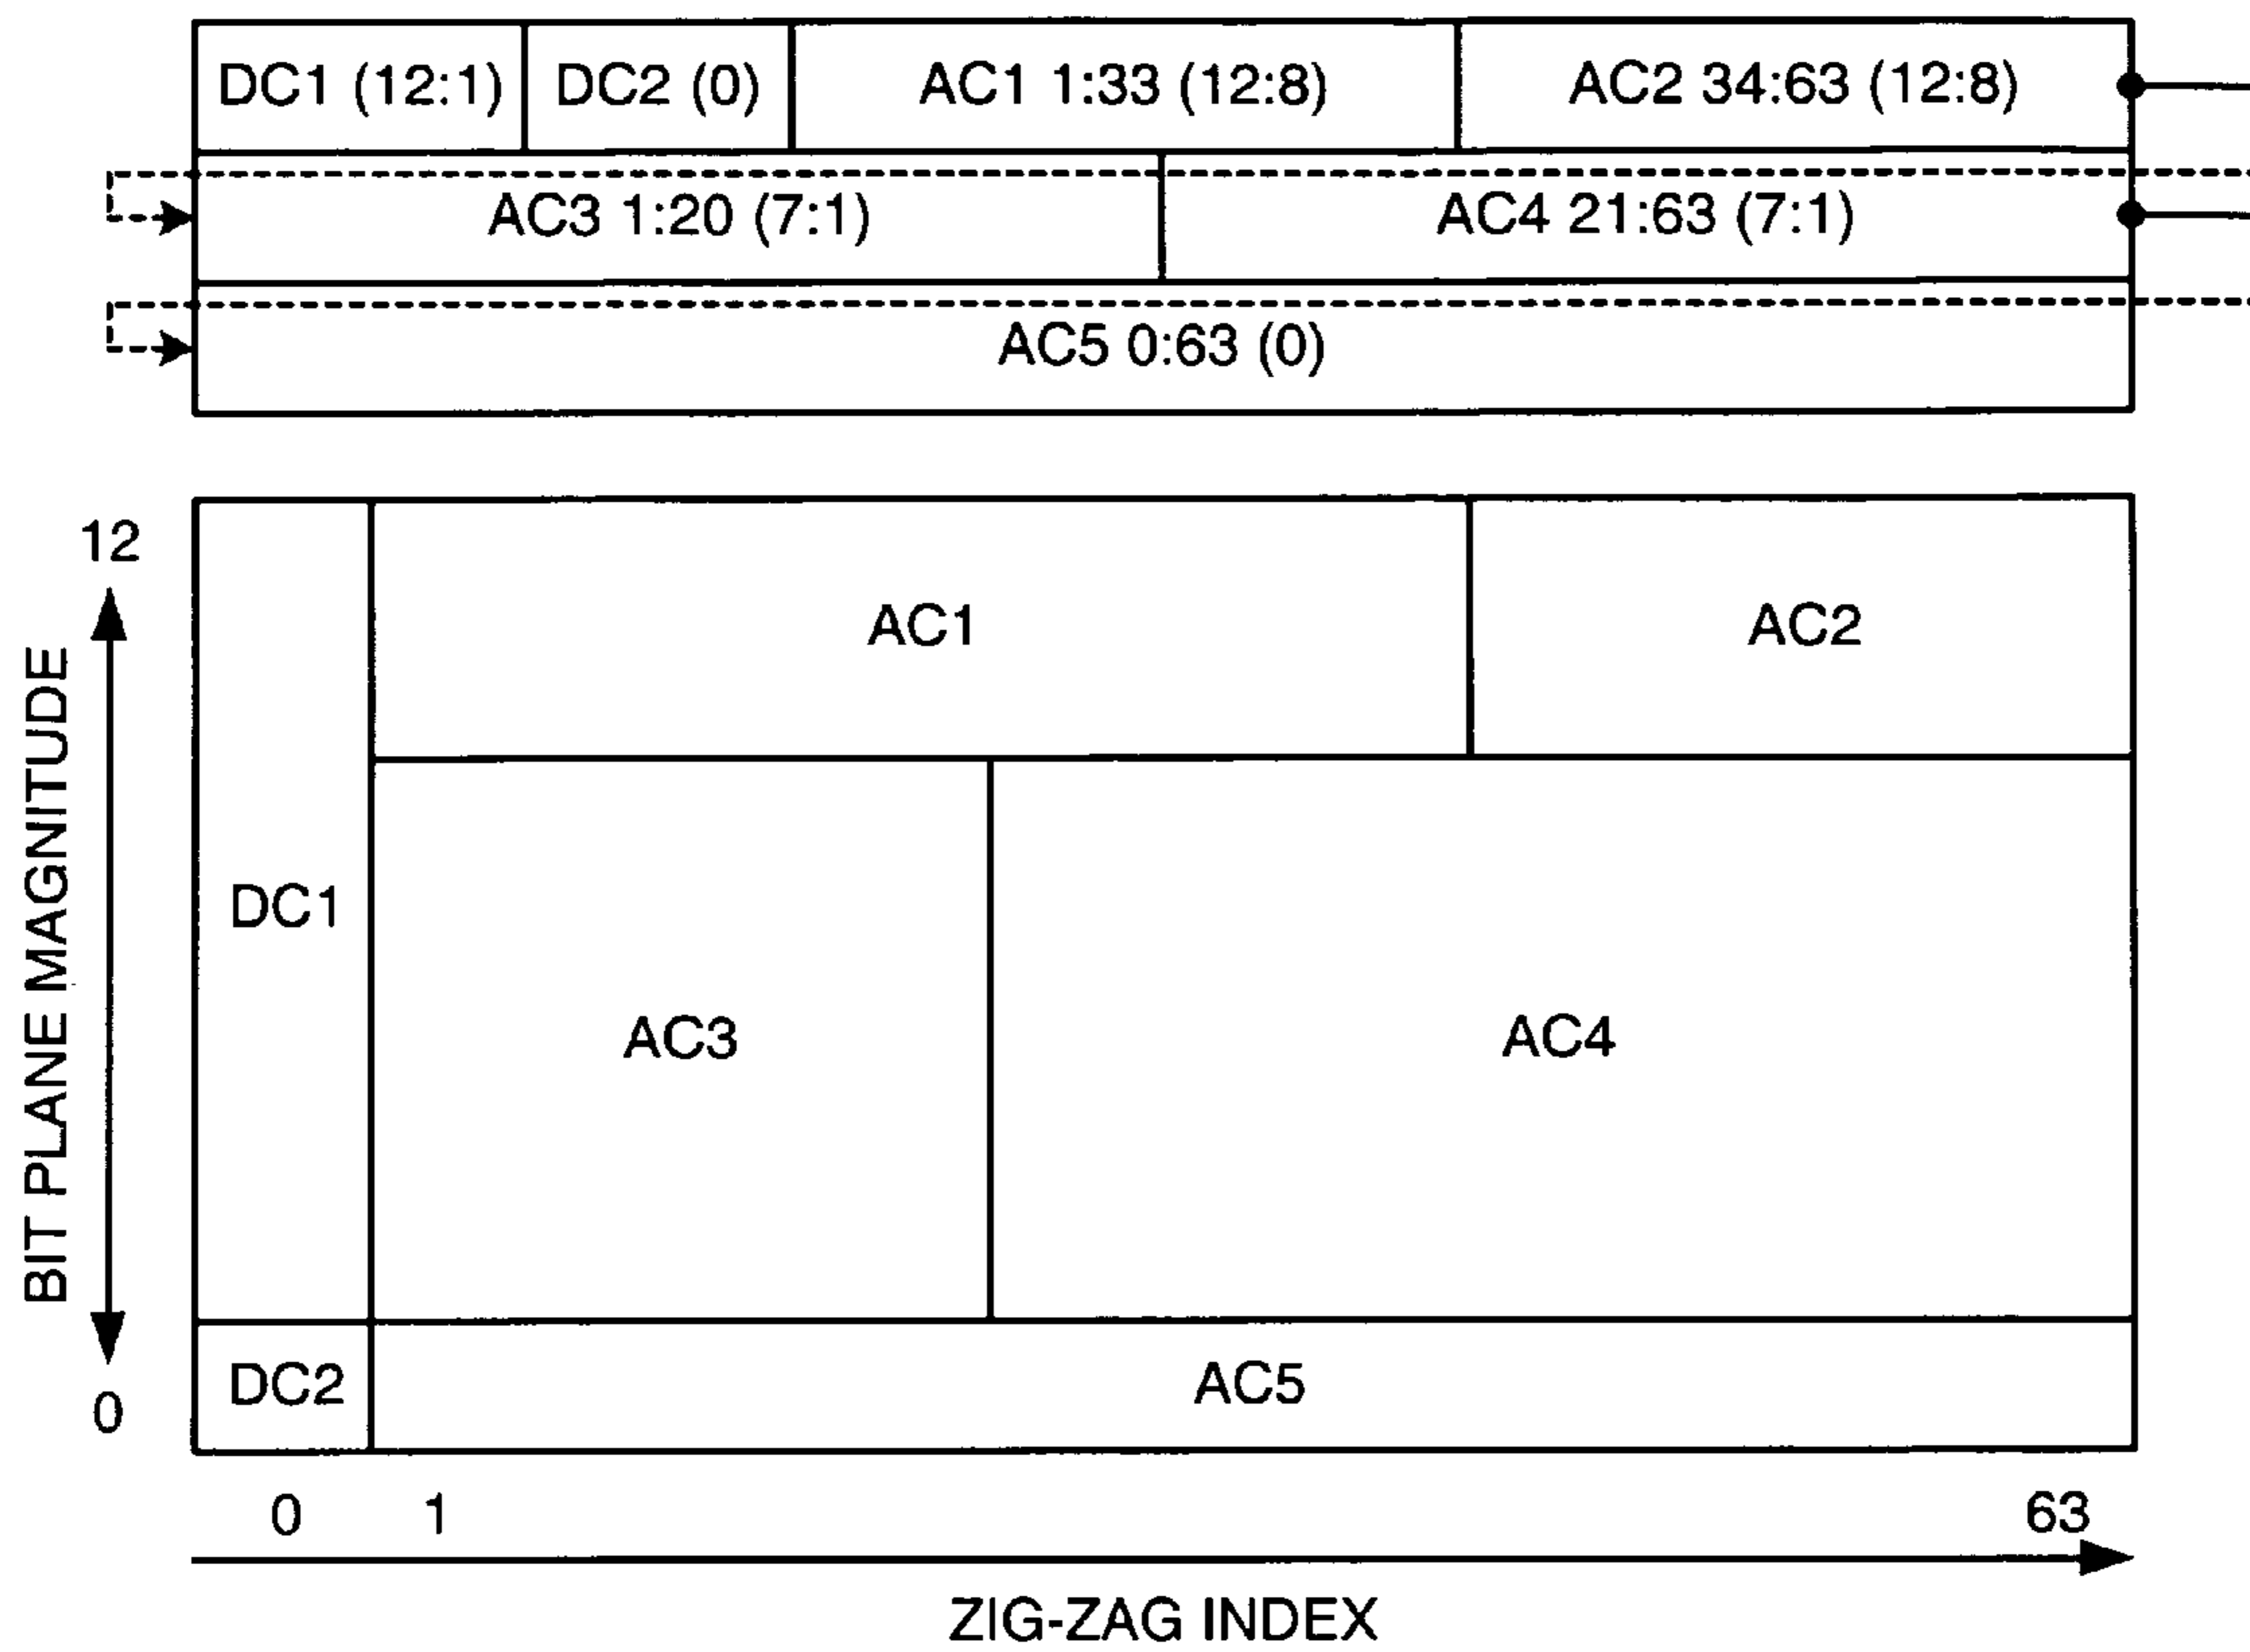 DC1 (12:1) DC2 (0) AC1 1:33 (12:8) AC2 34:63 (12:8)
AC3 1:20 (7:1) AC4 21:63 (7:1)
AC5 0:63 (0)
12
AC1 AC2
BIT PLANE MAGNITUDE
DC1
AC3 AC4
DC2 AC5
0
0 1 63
ZIG-ZAG INDEX